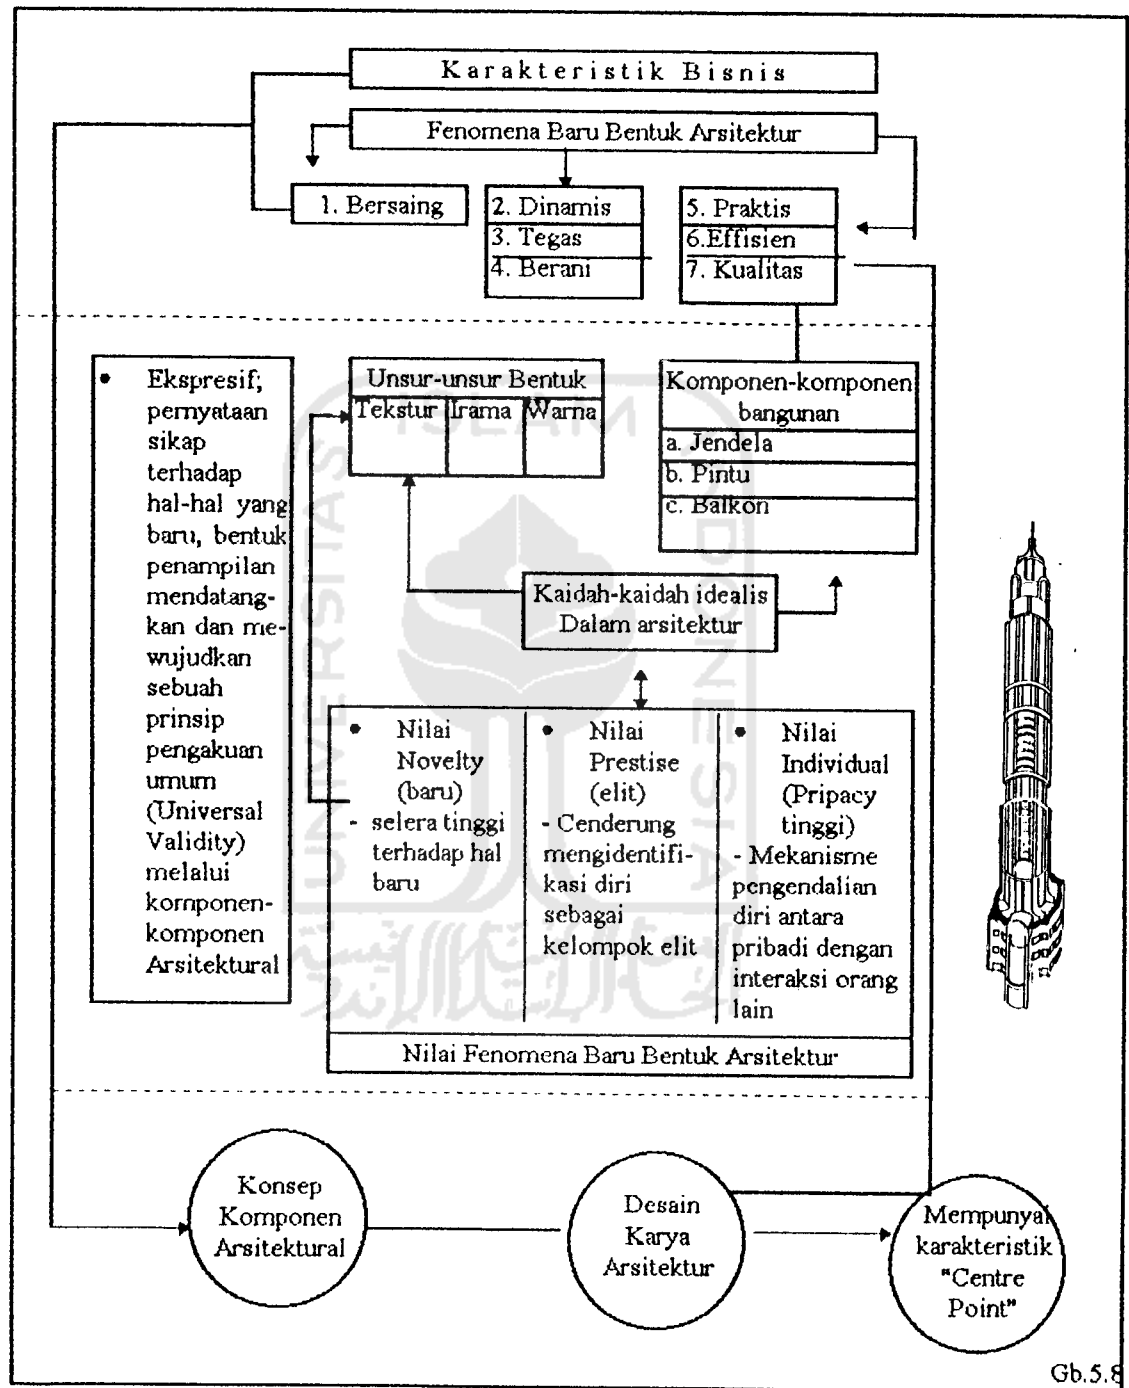 Karakteristik Bisnis
Fenomena Baru Bentuk Arsitektur
1. Bersaing
2. Dinamis
3. Tegas
4. Berani
5. Praktis
6.Effisien
7. Kualitas
• Ekspresif;
pernyataan
sikap
terhadap
hal-hal yang
baru, bentuk
penampilan
mendatang-
kan dan me-
wujudkan
sebuah
prinsip
pengakuan
umum
(Universal
Validity)
melalui
komponen-
komponen
Arsitektural
Unsur-unsur Bentuk
Tekstur Irama Warna
Komponen-komponen
bangunan
a. Jendela
b. Pintu
c. Balkon
Kaidah-kaidah idealis
Dalam arsitektur
• Nilai
Novelty
(baru)
- selera tinggi
terhadap hal
baru
• Nilai
Prestise
(elit)
- Cenderung
mengidentifi-
kasi diri
sebagai
kelompok elit
• Nilai
Individual
(Pripacy
tinggi)
- Mekanisme
pengendalian
diri antara
pribadi dengan
interaksi orang
lain
Nilai Fenomena Baru Bentuk Arsitektur
Konsep
Komponen
Arsitektural
Desain
Karya
Arsitektur
Mempunyai
karakteristik
"Centre
Point"
Gb.5.8
UNIVERSITAS
ISLAM
INDONESIA